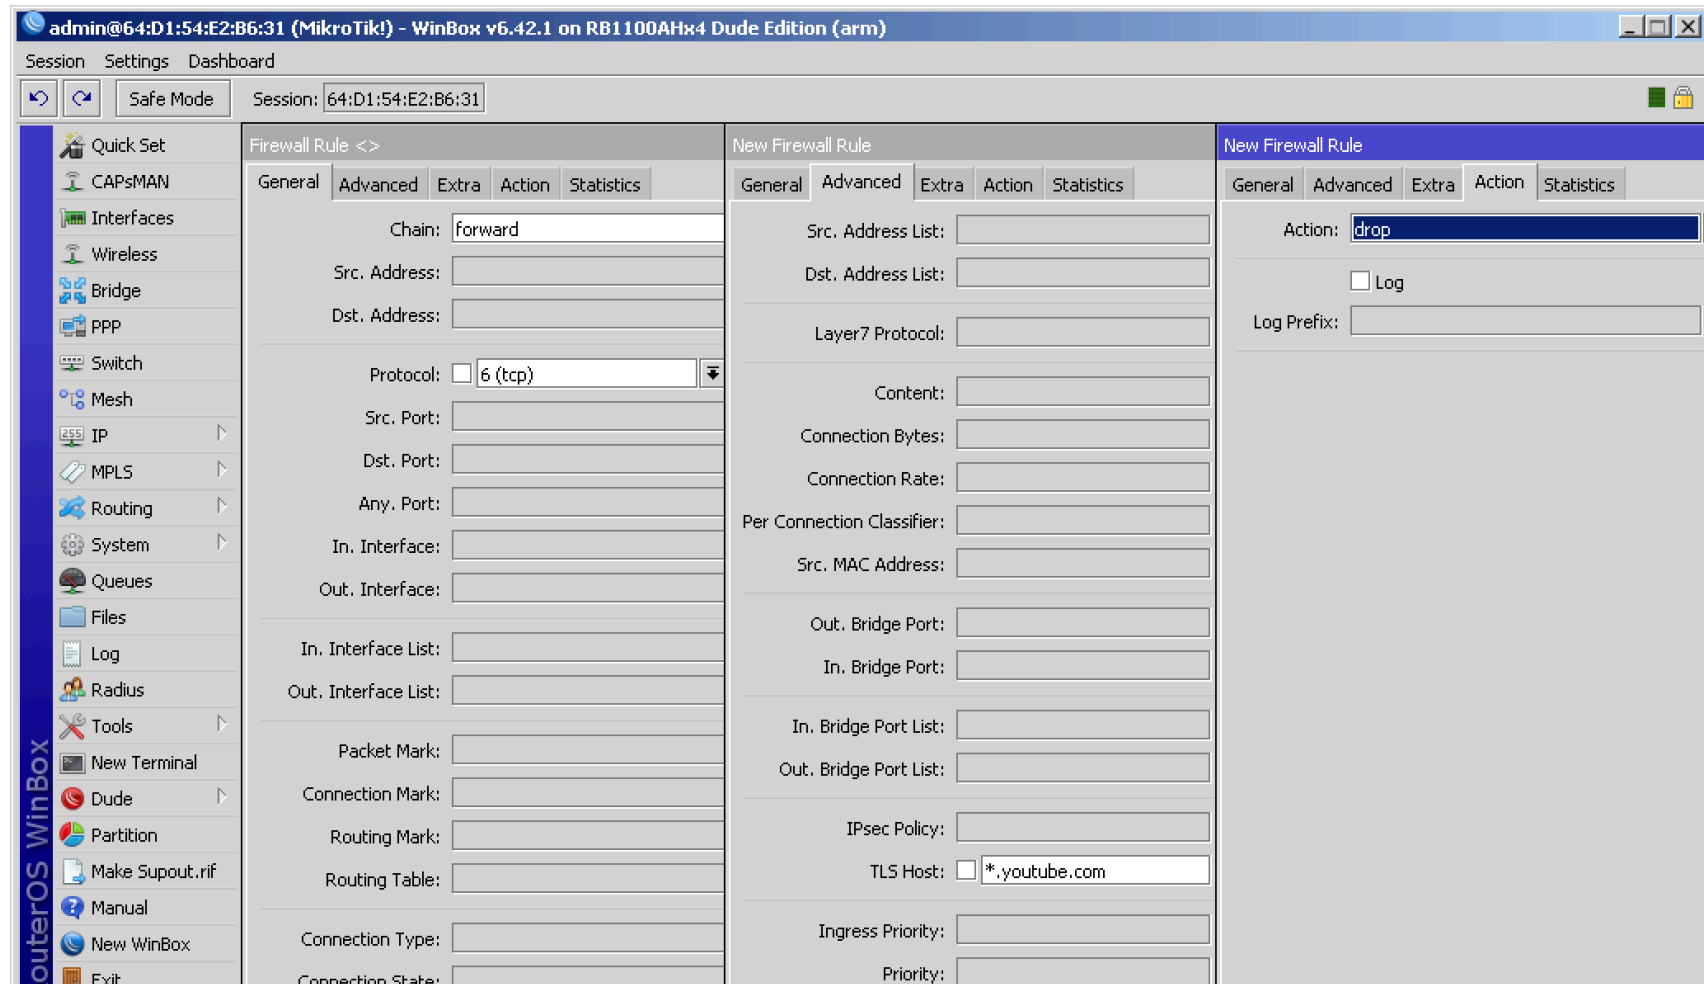 admin@64:D1:54:E2:B6:31 (MikroTik!) - WinBox v6.42.1 on RB1100AHx4 Dude Edition (arm)
Session Settings Dashboard
Safe Mode Session: 64:D1:54:E2:B6:31
Quick Set
CAPsMAN
Interfaces
Wireless
Bridge
PPP
Switch
Mesh
255 IP
MPLS
Routing
System
Queues
Files
Log
Radius
Tools
New Terminal
Dude
Partition
Make Supout.rif
Manual
New WinBox
Exit
outerOS WinBox
Firewall Rule <>
General Advanced Extra Action Statistics
Chain: forward
Src. Address:
Dst. Address:
Protocol: 6 (tcp)
Src. Port:
Dst. Port:
Any. Port:
In. Interface:
Out. Interface:
In. Interface List:
Out. Interface List:
Packet Mark:
Connection Mark:
Routing Mark:
Routing Table:
Connection Type:
Connection State:
New Firewall Rule
General Advanced Extra Action Statistics
Src. Address List:
Dst. Address List:
Layer7 Protocol:
Content:
Connection Bytes:
Connection Rate:
Per Connection Classifier:
Src. MAC Address:
Out. Bridge Port:
In. Bridge Port:
In. Bridge Port List:
Out. Bridge Port List:
IPsec Policy:
TLS Host: *.youtube.com
Ingress Priority:
Priority:
New Firewall Rule
General Advanced Extra Action Statistics
Action: drop
Log
Log Prefix: